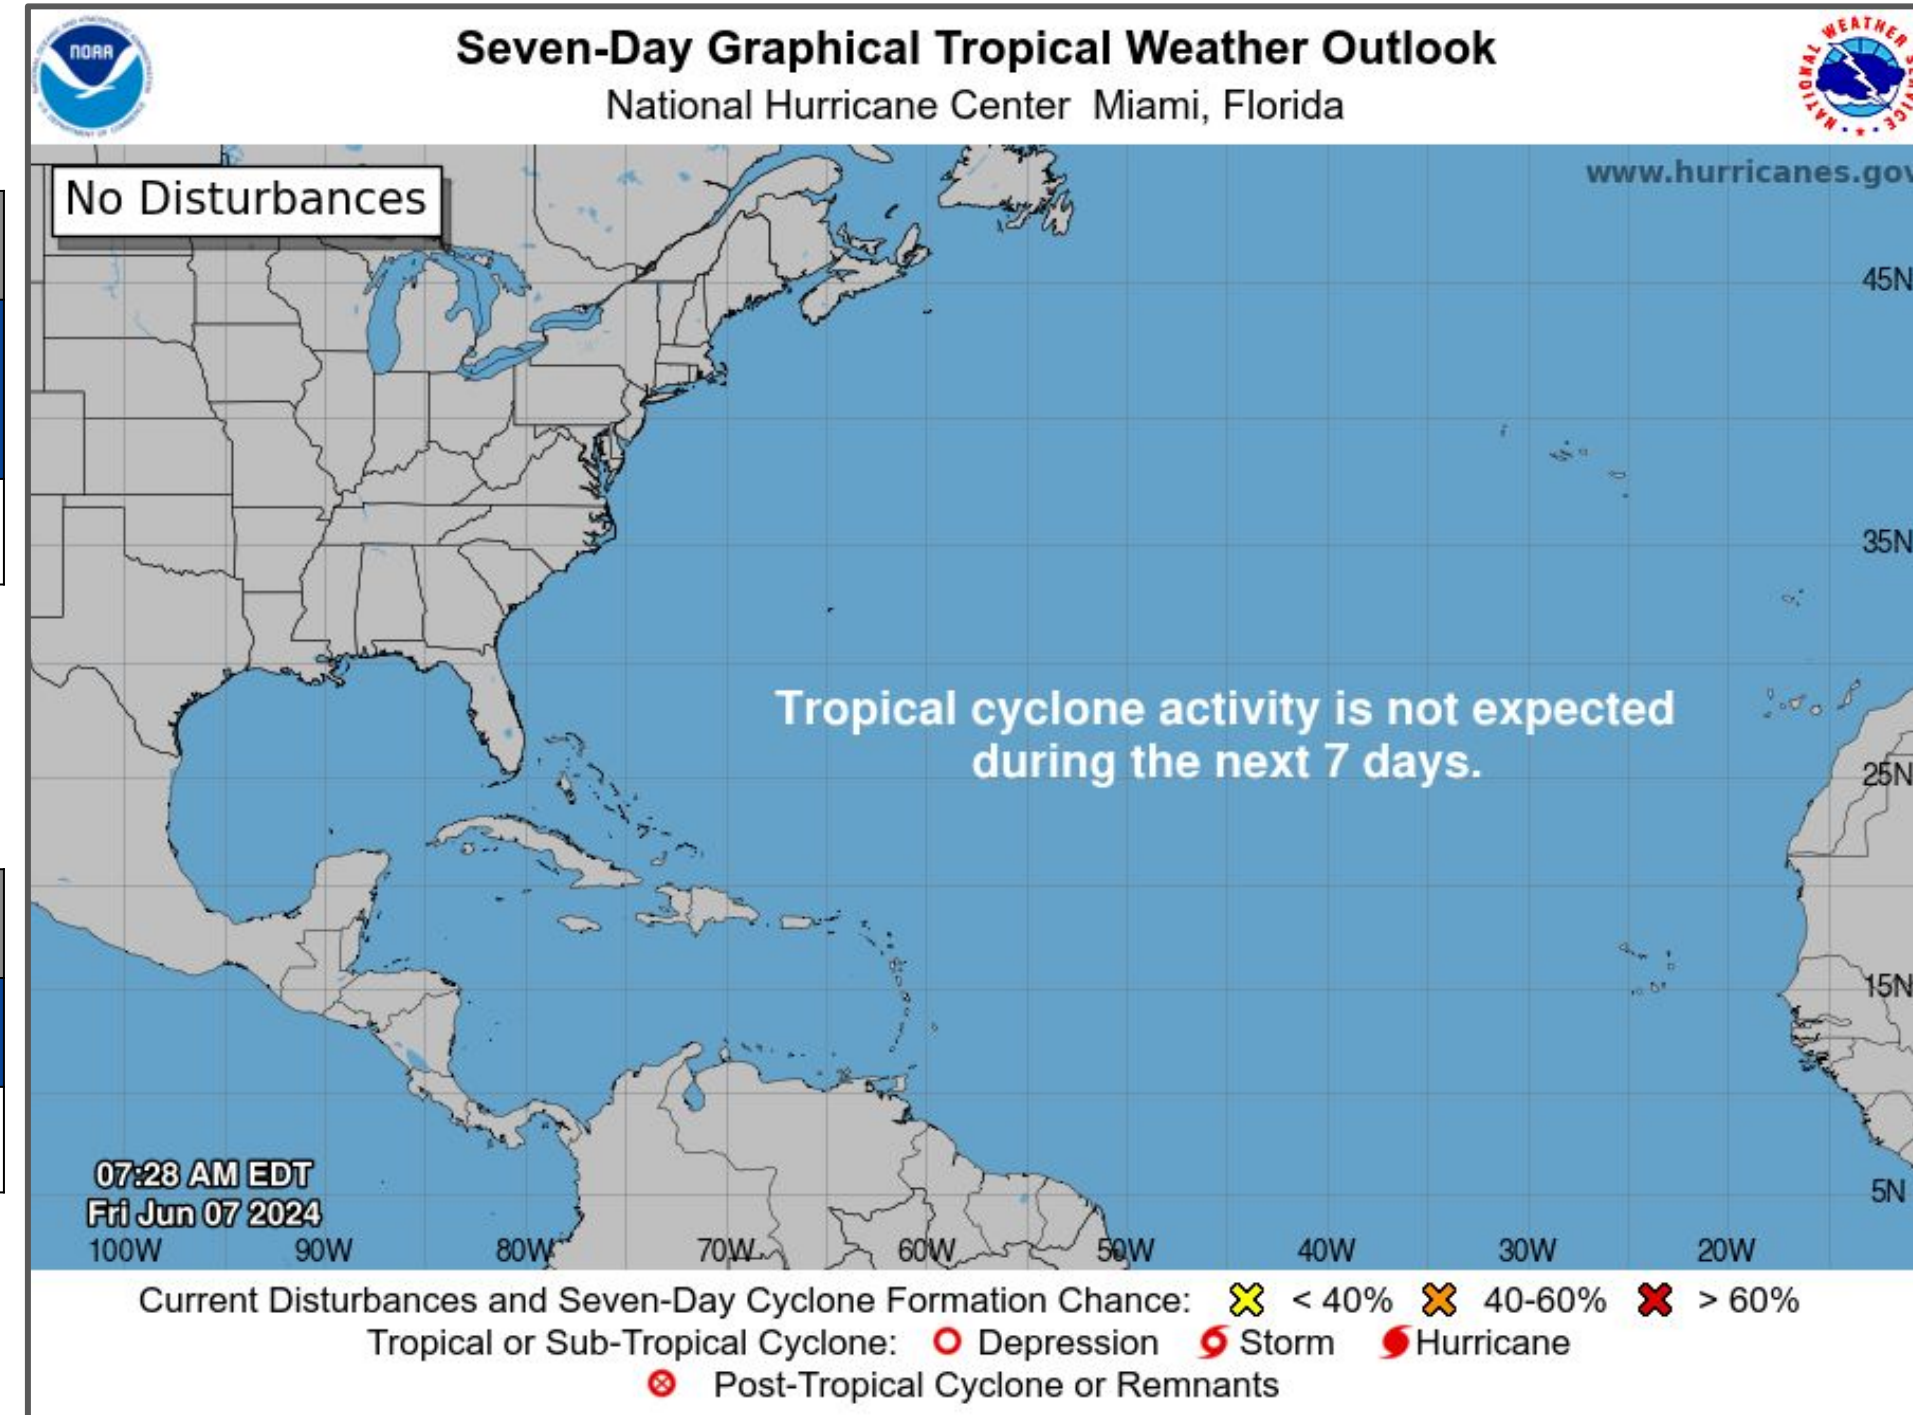 NOAA
Seven-Day Graphical Tropical Weather Outlook
National Hurricane Center Miami, Florida
NATIONAL WEATHER
No Disturbances
www.hurricanes.gov
45N
35N
Tropical cyclone activity is not expected
during the next 7 days.
25N
15N
07:28 AM EDT
Fri Jun 07 2024
5N
100W 90W 80W 70W 60W 50W 40W 30W 20W
Current Disturbances and Seven-Day Cyclone Formation Chance: < 40% 40-60% > 60%
Tropical or Sub-Tropical Cyclone: Depression Storm Hurricane
Post-Tropical Cyclone or Remnants